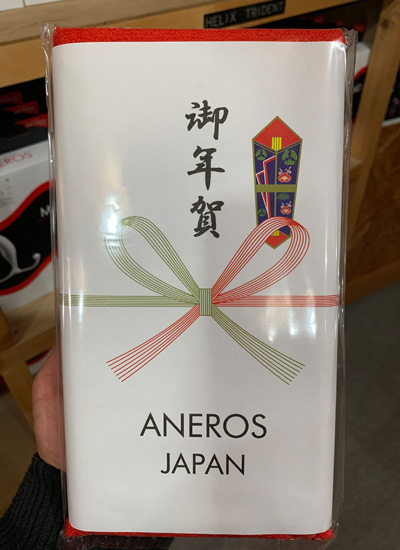 HELIX TRIDENT
御年賀
ANEROS
JAPAN